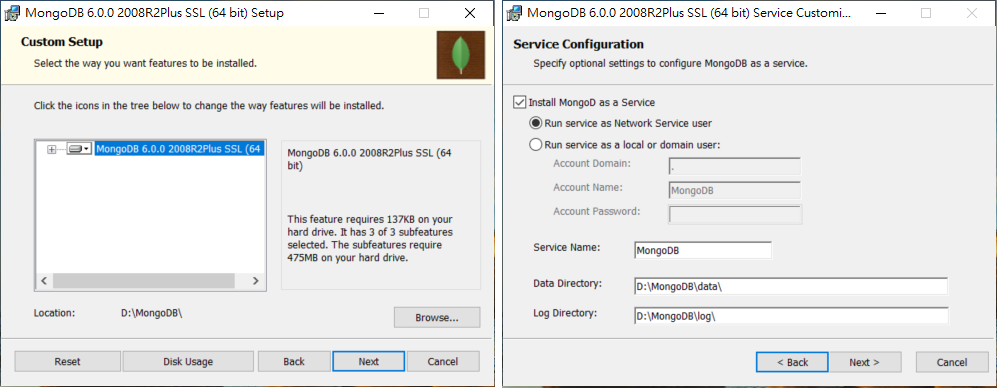 MongoDB 6.0.0 2008R2Plus SSL (64 bit) Setup
Custom Setup
Select the way you want features to be installed.
Click the icons in the tree below to change the way features will be installed.
MongoDB 6.0.0 2008R2Plus SSL (64
MongoDB 6.0.0 2008R2Plus SSL (64
bit)
This feature requires 137KB on your
hard drive. It has 3 of 3 subfeatures
selected. The subfeatures require
475MB on your hard drive.
Location: D:\MongoDB\
Browse...
Reset Disk Usage Back Next Cancel
MongoDB 6.0.0 2008R2Plus SSL (64 bit) Service Customi...
Service Configuration
Specify optional settings to configure MongoDB as a service.
Install MongoD as a Service
Run service as Network Service user
Run service as a local or domain user:
Account Domain: .
Account Name: MongoDB
Account Password:
Service Name: MongoDB
Data Directory: D:\MongoDB\data\
Log Directory: D:\MongoDB\log\
< Back Next > Cancel